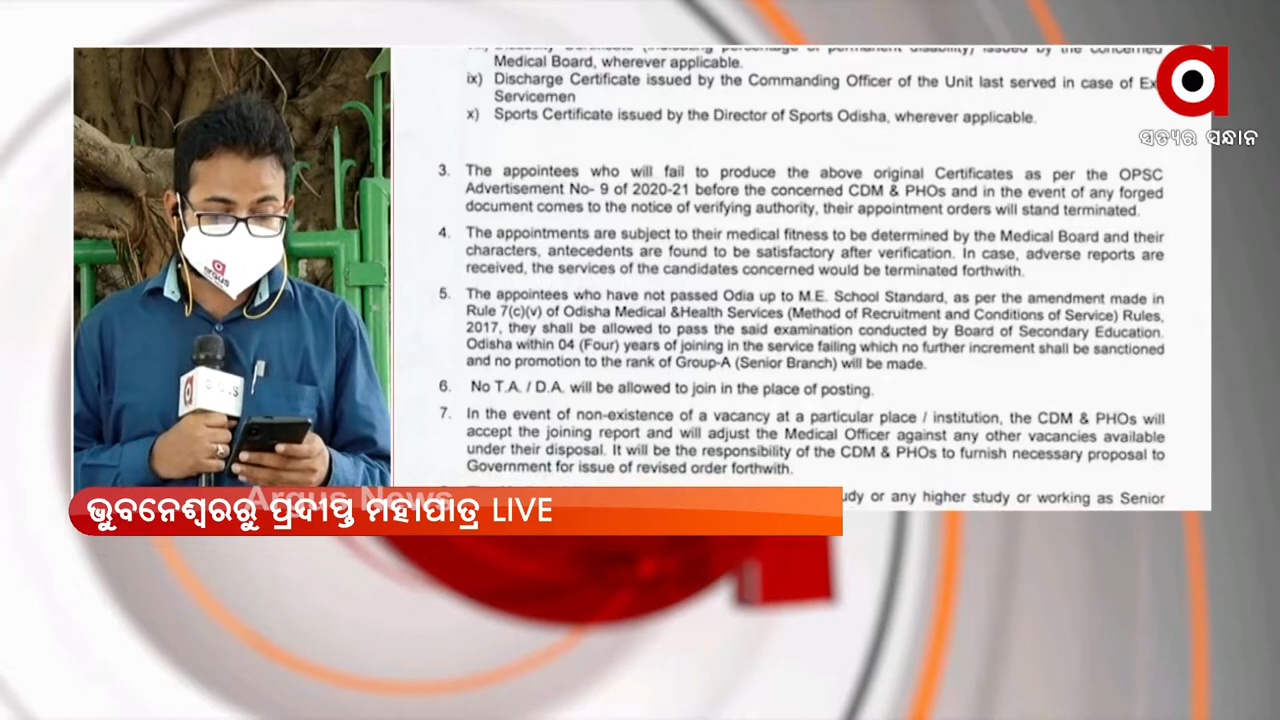 Medical Board, wherever applicable.
ix) Discharge Certificate issued by the Commanding Officer of the Unit last served in case of Ex
Servicemen
x) Sports Certificate issued by the Director of Sports Odisha, wherever applicable.
3. The appointees who will fail to produce the above original Certificates as per the OPSC
Advertisement No- 9 of 2020-21 before the concerned CDM & PHOs and in the event of any forged
document comes to the notice of verifying authority, their appointment orders will stand terminated.
4. The appointments are subject to their medical fitness to be determined by the Medical Board and their
characters, antecedents are found to be satisfactory after verification. In case, adverse reports are
received, the services of the candidates concerned would be terminated forthwith.
5. The appointees who have not passed Odia up to M.E. School Standard, as per the amendment made in
Rule 7(c)(v) of Odisha Medical &Health Services (Method of Recruitment and Conditions of Service) Rules,
2017, they shall be allowed to pass the said examination conducted by Board of Secondary Education.
Odisha within 04 (Four) years of joining in the service failing which no further increment shall be sanctioned
and no promotion to the rank of Group-A (Senior Branch) will be made.
6. No T.A. / D.A. will be allowed to join in the place of posting.
7. In the event of non-existence of a vacancy at a particular place / institution, the CDM & PHOs will
accept the joining report and will adjust the Medical Officer against any other vacancies available
under their disposal. It will be the responsibility of the CDM & PHOs to furnish necessary proposal to
Government for issue of revised order forthwith.
or any higher study or working as Senior
ସତ୍ୟର ସନ୍ଧାନ
argus
Argus News
ଭୁବନେଶ୍ୱରରୁ ପ୍ରଦୀପ୍ତ ମହାପାତ୍ର LIVE